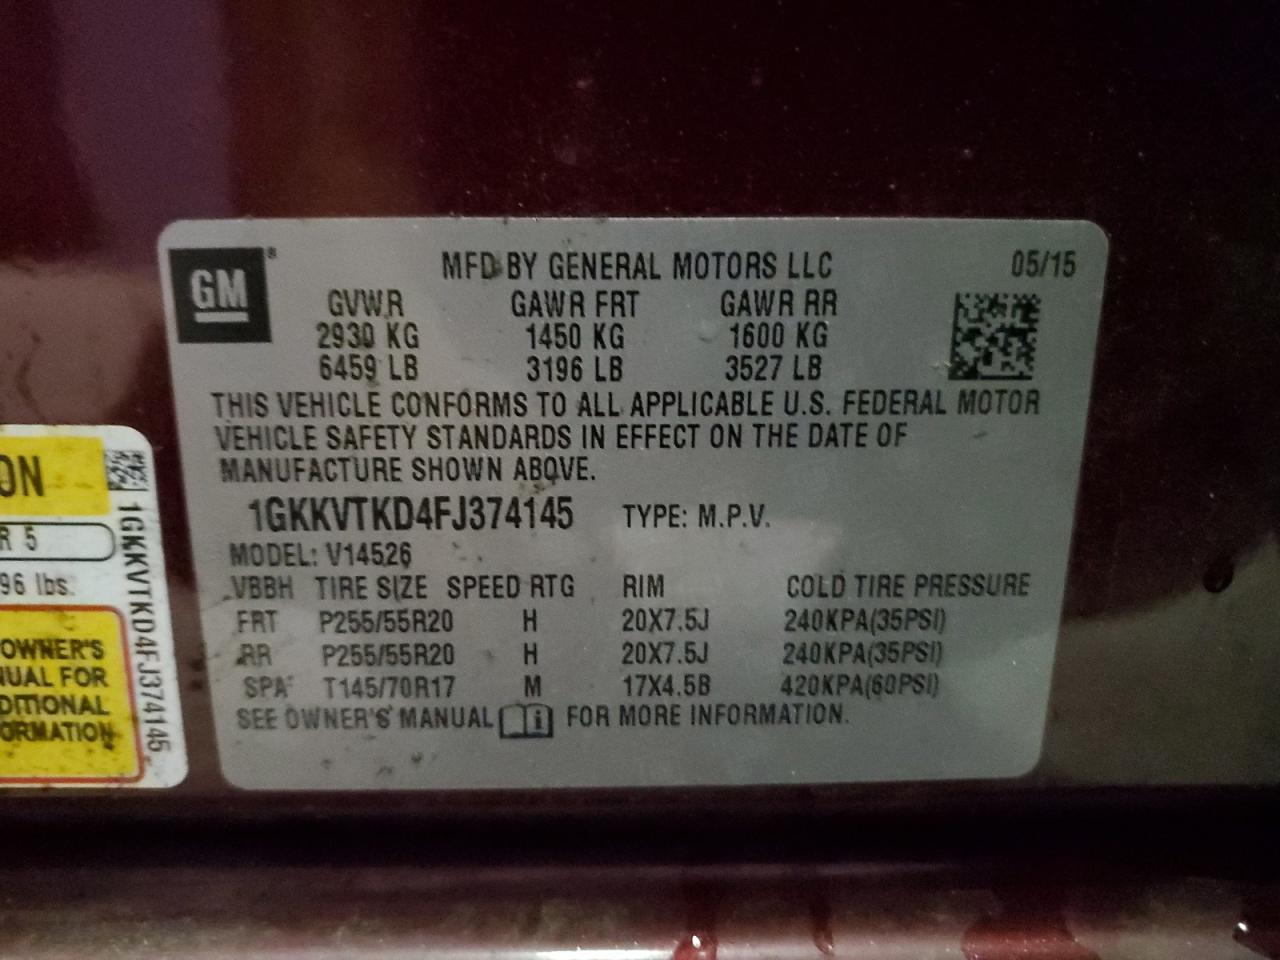 GM®
MFD BY GENERAL MOTORS LLC 05/15
GVWR GAWR FRT GAWR RR
2930 KG 1450 KG 1600 KG
6459 LB 3196 LB 3527 LB
THIS VEHICLE CONFORMS TO ALL APPLICABLE U.S. FEDERAL MOTOR
VEHICLE SAFETY STANDARDS IN EFFECT ON THE DATE OF
MANUFACTURE SHOWN ABOVE.
1GKKVTKD4FJ374145 TYPE: M.P.V.
MODEL: V14526
VBBH TIRE SIZE SPEED RTG RIM COLD TIRE PRESSURE
FRT P255/55R20 H 20X7.5J 240KPA(35PSI)
RR P255/55R20 H 20X7.5J 240KPA(35PSI)
SPA T145/70R17 M 17X4.5B 420KPA(60PSI)
SEE OWNER'S MANUAL i FOR MORE INFORMATION.
ON
R 5
96 lbs.
OWNER'S
NUAL FOR
DITIONAL
ORMATION
1GKKVTKD4FJ374145